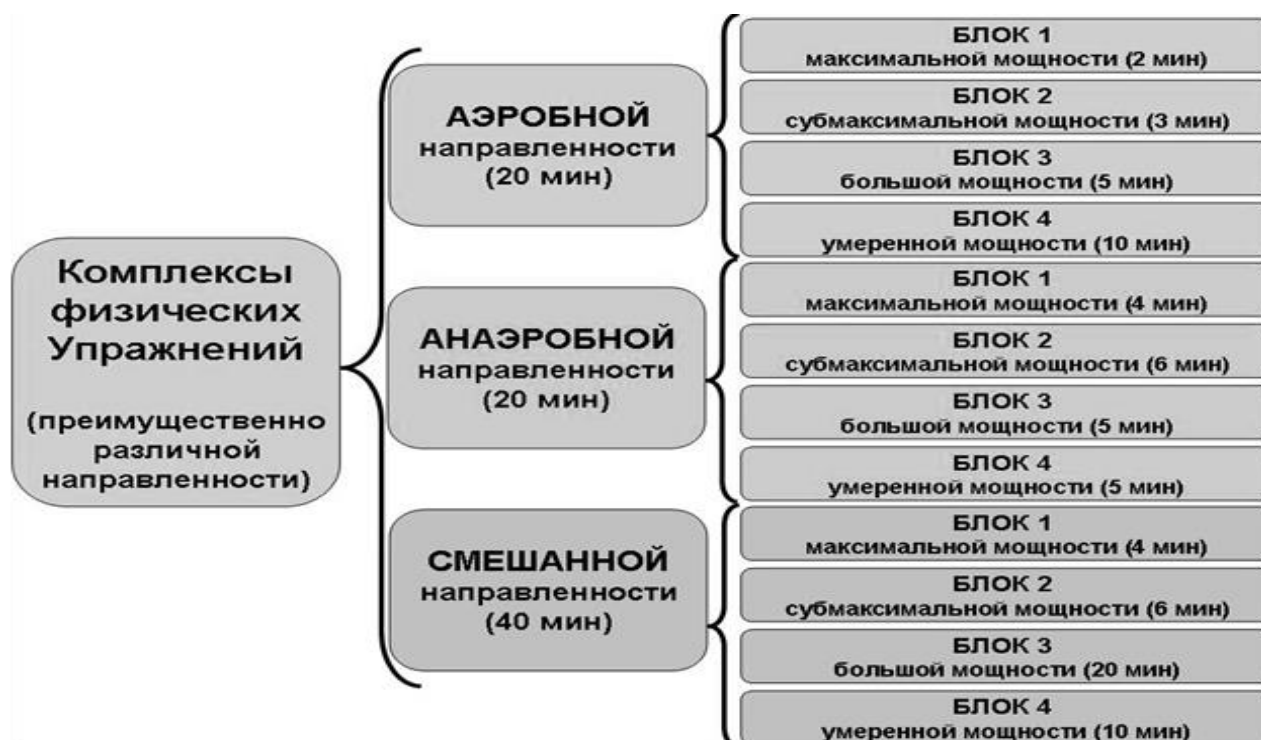 Комплексы
физических
Упражнений
(преимущественно
различной
направленности)
АЭРОБНОЙ
направленности
(20 мин)
БЛОК 1
максимальной мощности (2 мин)
БЛОК 2
субмаксимальной мощности (3 мин)
БЛОК 3
большой мощности (5 мин)
БЛОК 4
умеренной мощности (10 мин)
АНАЭРОБНОЙ
направленности
(20 мин)
БЛОК 1
максимальной мощности (4 мин)
БЛОК 2
субмаксимальной мощности (6 мин)
БЛОК 3
большой мощности (5 мин)
БЛОК 4
умеренной мощности (5 мин)
СМЕШАННОЙ
направленности
(40 мин)
БЛОК 1
максимальной мощности (4 мин)
БЛОК 2
субмаксимальной мощности (6 мин)
БЛОК 3
большой мощности (20 мин)
БЛОК 4
умеренной мощности (10 мин)